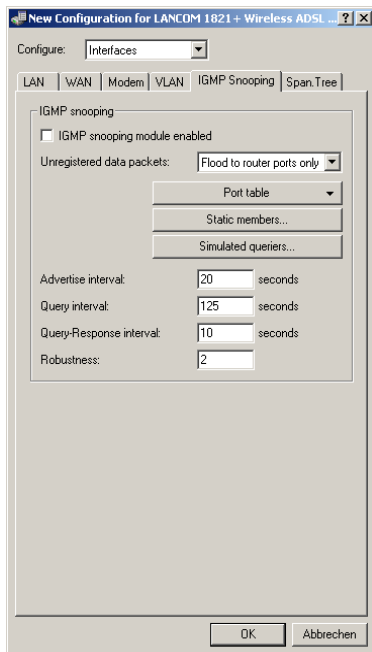 New Configuration for LANCOM 1821+ Wireless ADSL ...
Configure: Interfaces
LAN WAN Modem VLAN IGMP Snooping Span.Tree
IGMP snooping
IGMP snooping module enabled
Unregistered data packets: Flood to router ports only
Port table
Static members...
Simulated queriers...
Advertise interval: 20 seconds
Query interval: 125 seconds
Query-Response interval: 10 seconds
Robustness: 2
OK Abbrechen